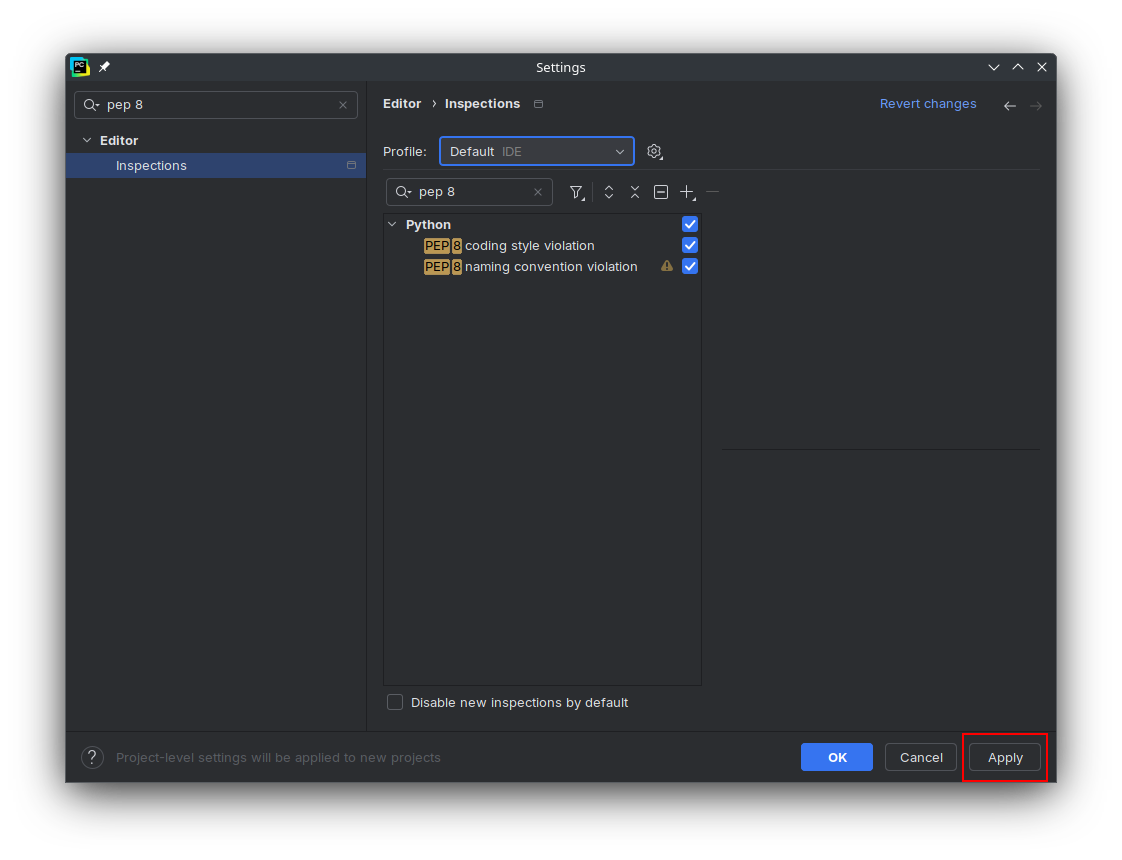 PC
Settings
pep 8
Editor
Inspections
Editor › Inspections
Revert changes
Profile:
Default IDE
pep 8
Python
PEP 8 coding style violation
PEP 8 naming convention violation
Disable new inspections by default
? Project-level settings will be applied to new projects
OK
Cancel
Apply